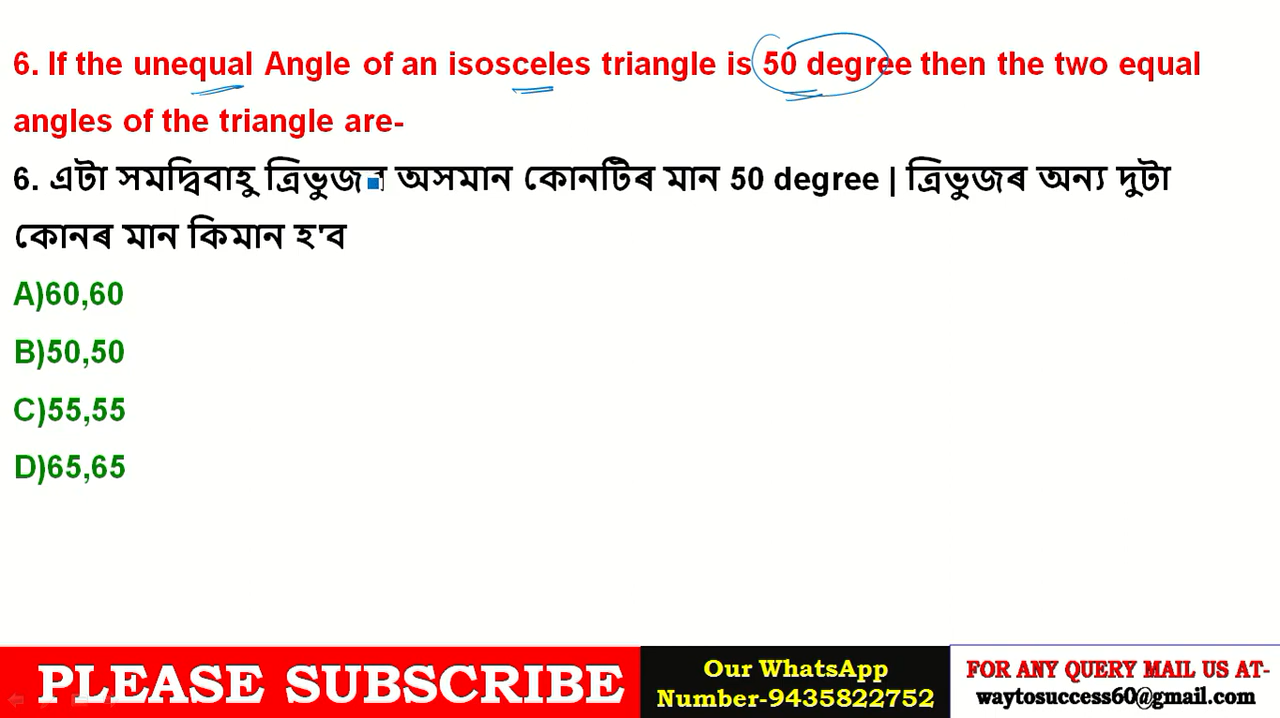 6. If the unequal Angle of an isosceles triangle is 50 degree then the two equal
angles of the triangle are-
6. এটা সমদ্বিবাহু ত্ৰিভুজৰ অসমান কোনটিৰ মান 50 degree | ত্ৰিভুজৰ অন্য দুটা
কোনৰ মান কিমান হ'ব
A)60,60
B)50,50
C)55,55
D)65,65
PLEASE SUBSCRIBE
Our WhatsApp
Number-9435822752
FOR ANY QUERY MAIL US AT-
waytosuccess60@gmail.com